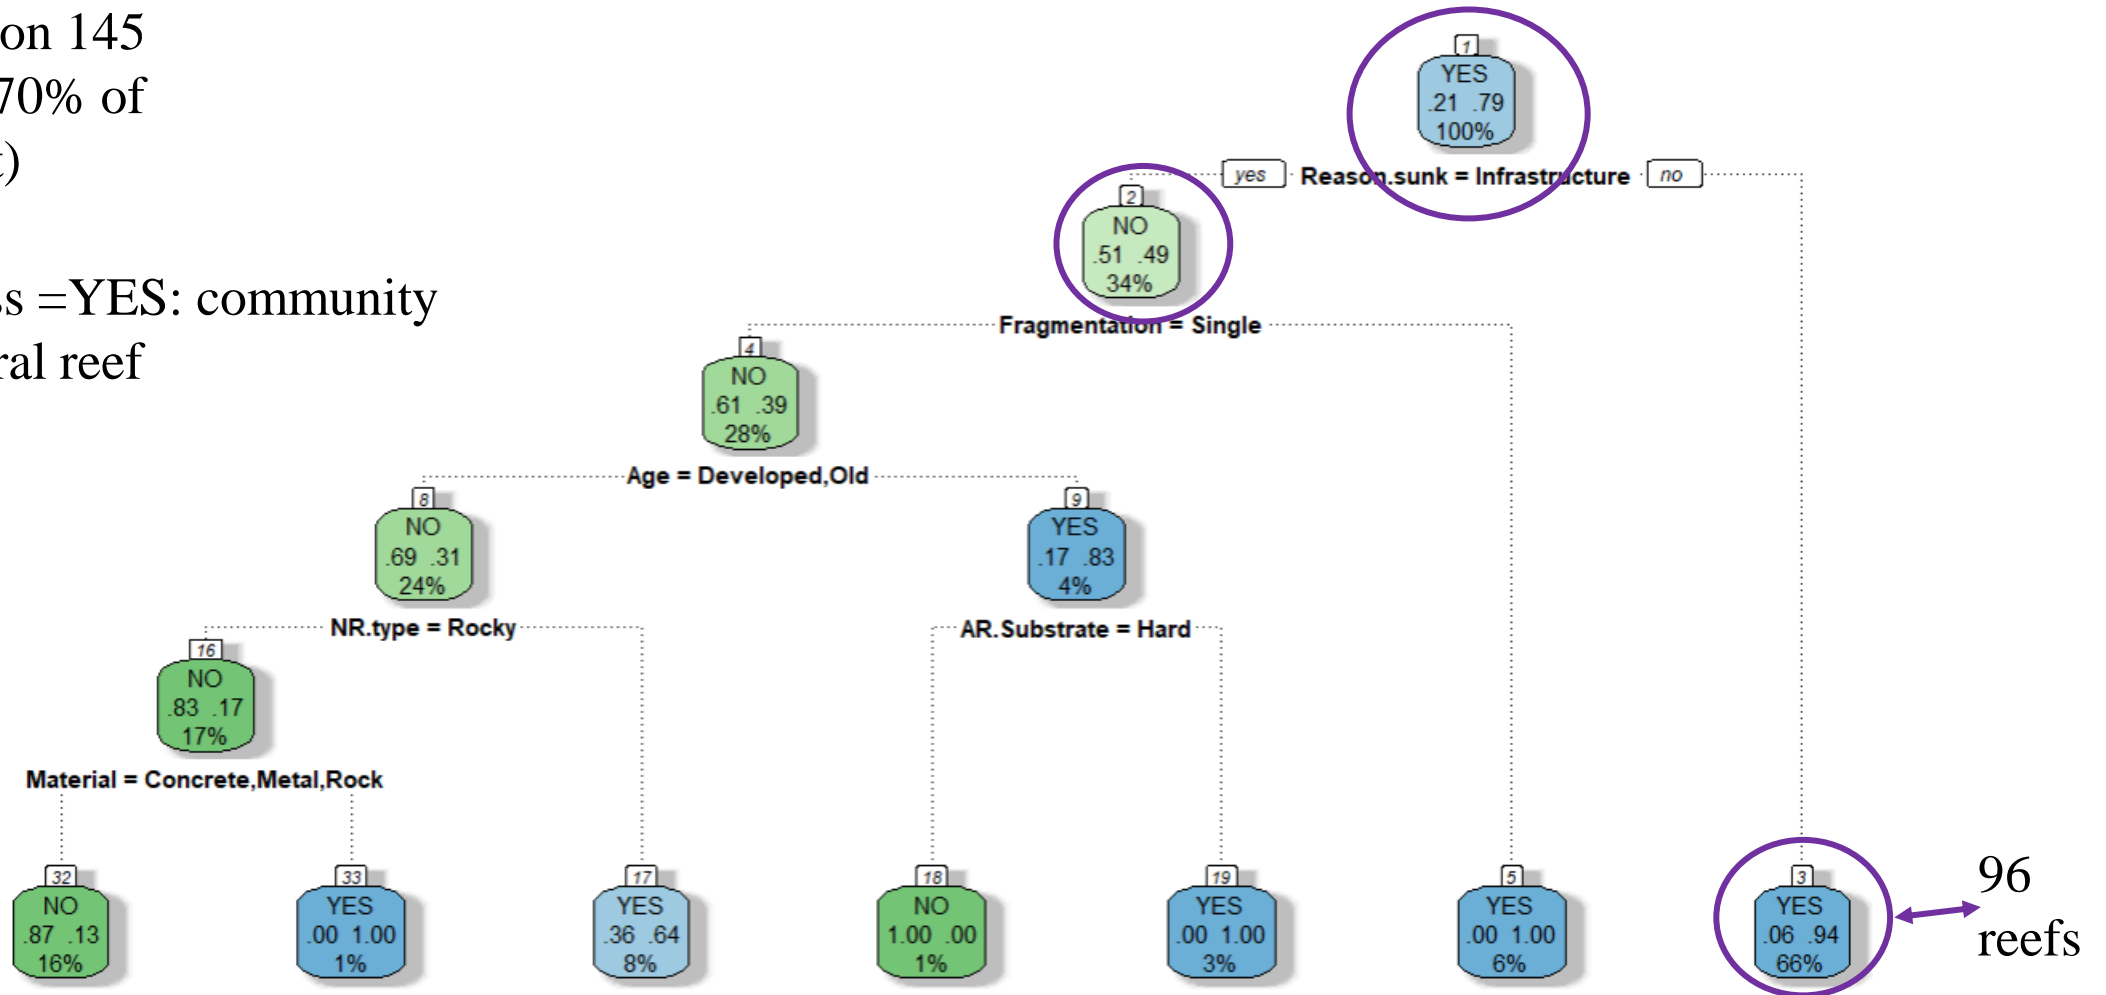 on 145
70% of
t)
ss =YES: community
ral reef
1
YES
.21 .79
100%
yes
Reason.sunk = Infrastructure
no
2
NO
.51 .49
34%
Fragmentation = Single
4
NO
.61 .39
28%
Age = Developed,Old
8
NO
.69 .31
24%
9
YES
.17 .83
4%
NR.type = Rocky
AR.Substrate = Hard
16
NO
.83 .17
17%
Material = Concrete,Metal,Rock
32
NO
.87 .13
16%
33
YES
.00 1.00
1%
17
YES
.36 .64
8%
18
NO
1.00 .00
1%
19
YES
.00 1.00
3%
5
YES
.00 1.00
6%
3
YES
.06 .94
66%
96
reefs